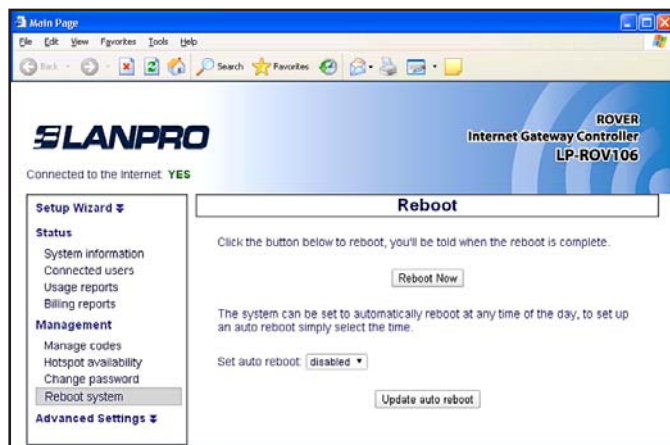 Main Page
File Edit View Favorites Tools Help
Back Search Favorites
LANPRO
ROVER
Internet Gateway Controller
LP-ROV106
Connected to the Internet: YES
Setup Wizard
Status
System information
Connected users
Usage reports
Billing reports
Management
Manage codes
Hotspot availability
Change password
Reboot system
Advanced Settings
Reboot
Click the button below to reboot, you'll be told when the reboot is complete.
Reboot Now
The system can be set to automatically reboot at any time of the day, to set up
an auto reboot simply select the time.
Set auto reboot: disabled
Update auto reboot